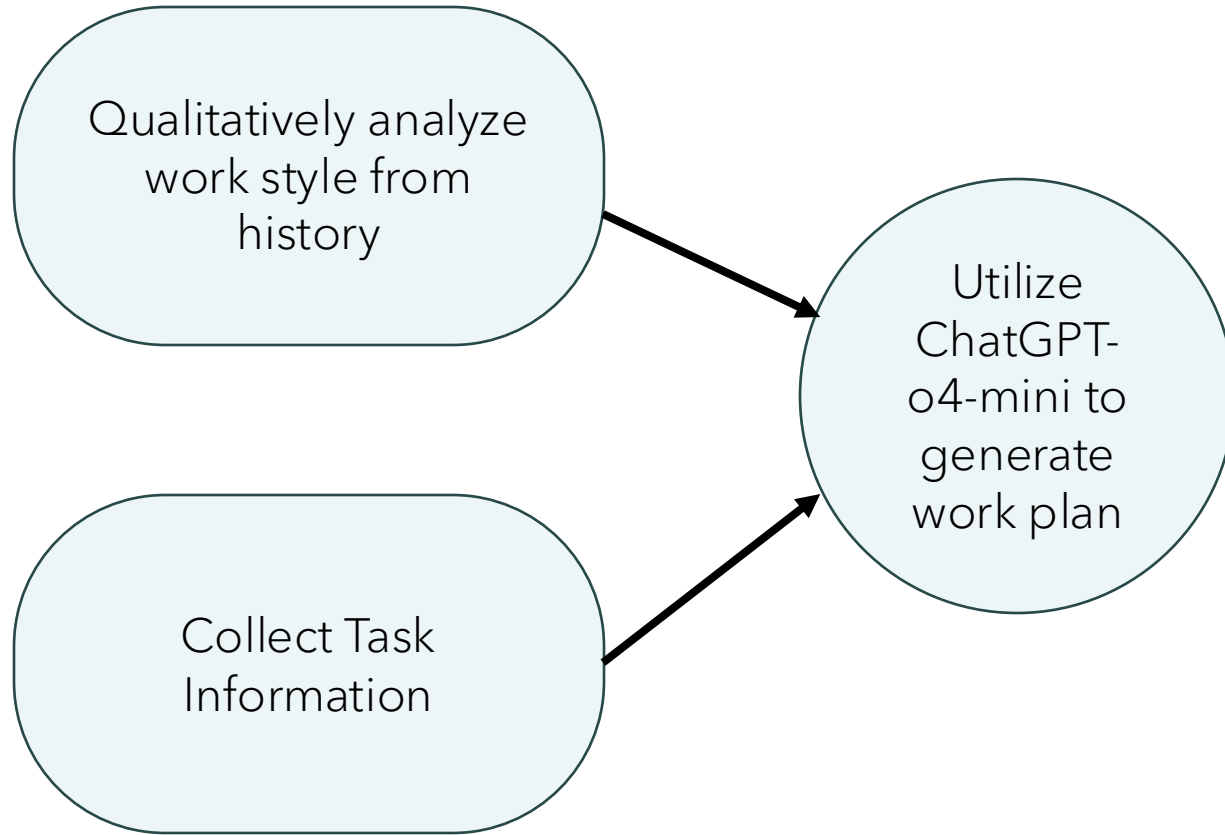 Qualitatively analyze
work style from
history
Utilize
ChatGPT-
o4-mini to
generate
work plan
Collect Task
Information